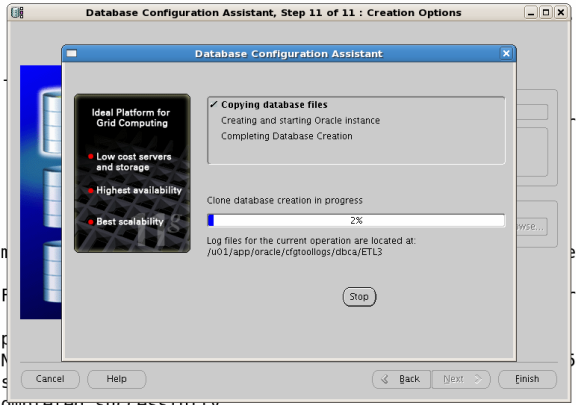 Database Configuration Assistant, Step 11 of 11 : Creation Options
Database Configuration Assistant
Ideal Platform for
Grid Computing
Low cost servers
and storage
Highest availability
Best scalability
Copying database files
Creating and starting Oracle instance
Completing Database Creation
Clone database creation in progress
2%
Log files for the current operation are located at:
/u01/app/oracle/cfgtoollogs/dbca/ETL3
Stop
Cancel
Help
Back
Next
Finish